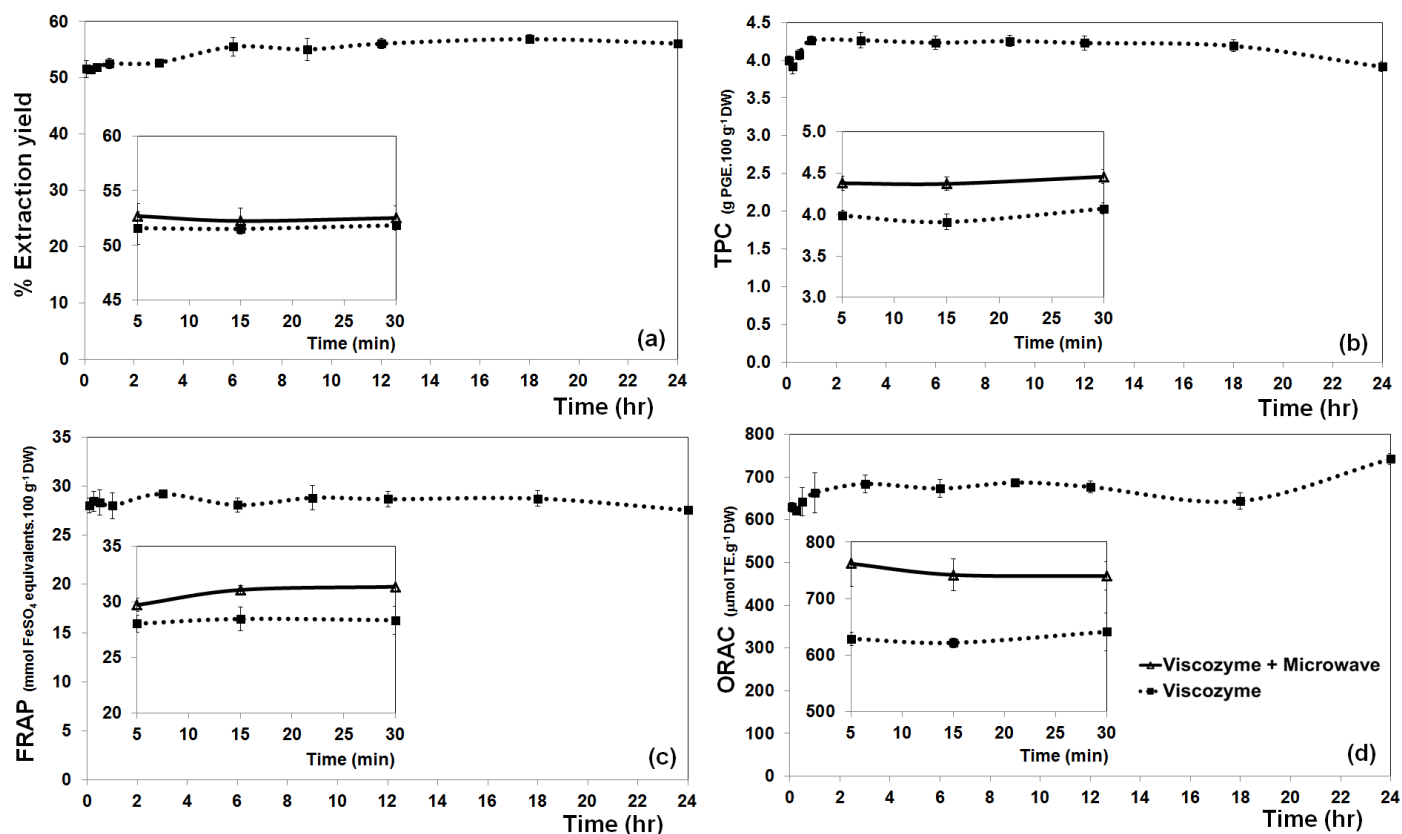 % Extraction yield
60
50
40
30
20
10
0
0 2 4 6 8 10 12 14 16 18 20 22 24
Time (hr)
60
55
50
45
5 10 15 20 25 30
Time (min)
(a)
TPC (g PGE.100 g-1 DW)
4.5
4.0
3.5
3.0
2.5
2.0
1.5
1.0
0.5
0.0
0 2 4 6 8 10 12 14 16 18 20 22 24
Time (hr)
5.0
4.5
4.0
3.5
3.0
5 10 15 20 25 30
Time (min)
(b)
FRAP (mmol FeSO4 equivalents.100 g-1 DW)
35
30
25
20
15
10
5
0
0 2 4 6 8 10 12 14 16 18 20 22 24
Time (hr)
35
30
25
20
5 10 15 20 25 30
Time (min)
(c)
ORAC (µmol TE.g-1 DW)
800
700
600
500
400
300
200
100
0
0 2 4 6 8 10 12 14 16 18 20 22 24
Time (hr)
800
700
600
500
5 10 15 20 25 30
Time (min)
Viscozyme + Microwave
Viscozyme
(d)